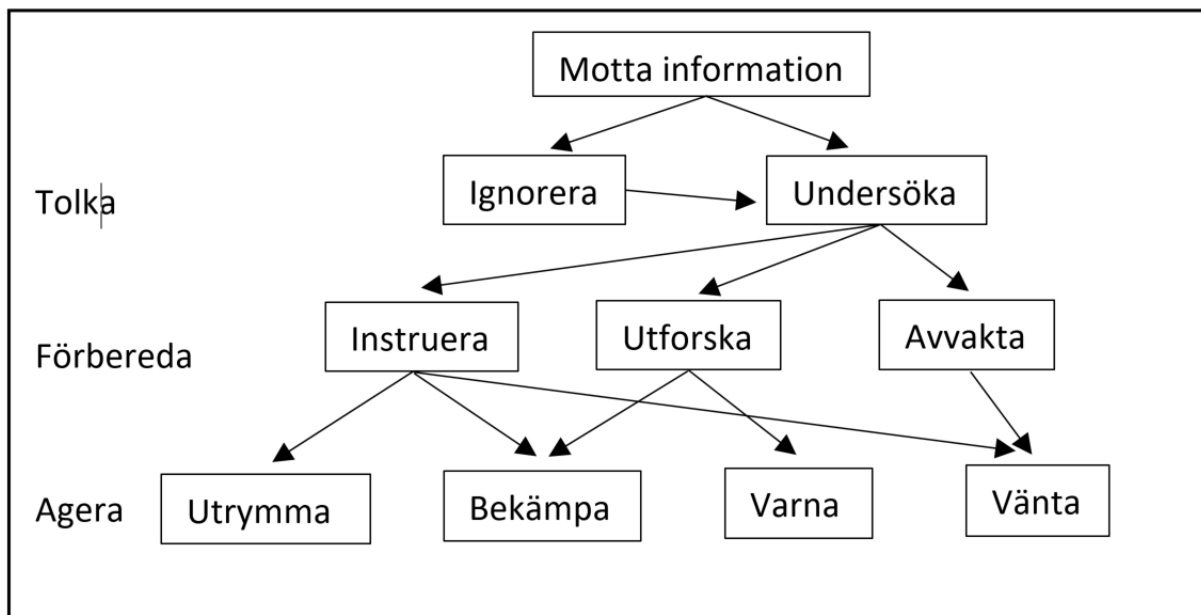 Motta information
Tolka
Ignorera
Undersöka
Förbereda
Instruera
Utforska
Avvakta
Agera
Utrymma
Bekämpa
Varna
Vänta